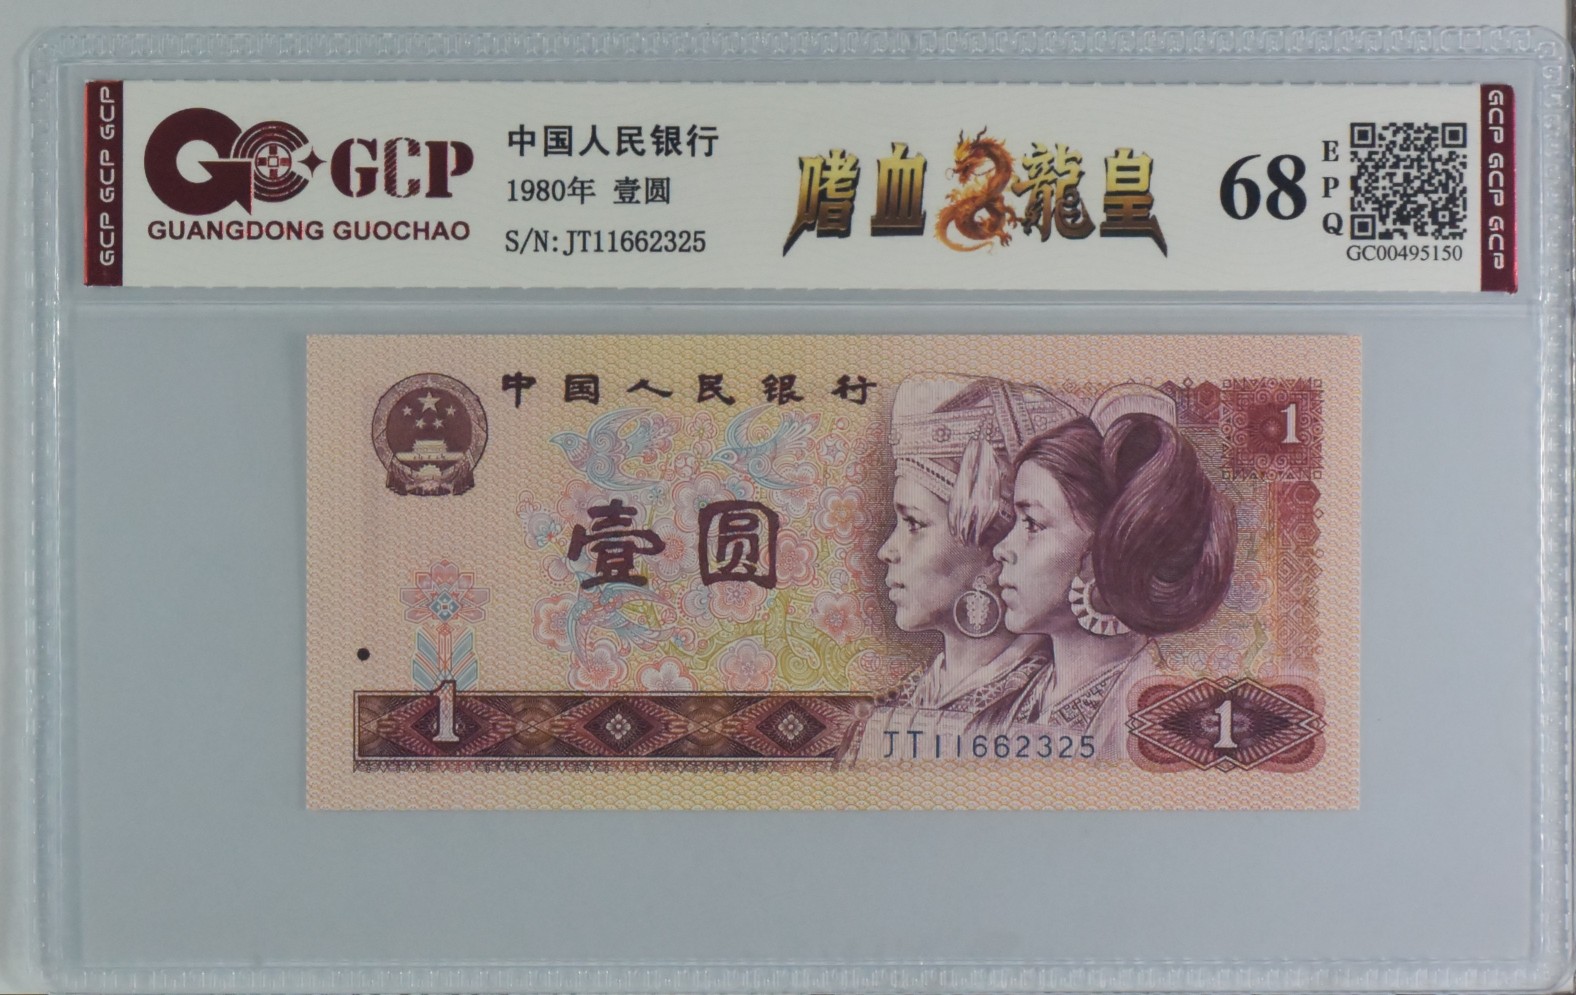 GCP GCP GCP
GCP
GUANGDONG GUOCHAO
中国人民银行
1980年 壹圆
S/N:JT11662325
嗜血龍皇
68
EPQ
GC00495150
GCP GCP GCP
中国人民银行
1
壹圆
1
JT11662325
1